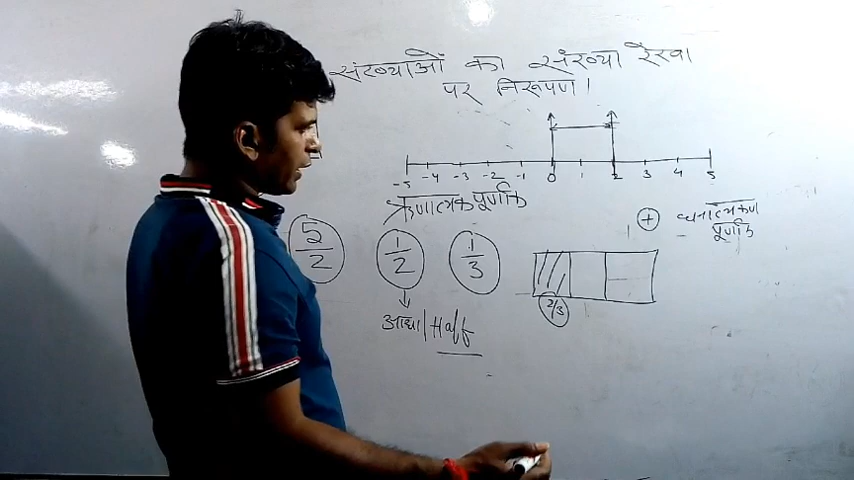 संख्याओं का संख्या रेखा
पर निरूपण।
-5 -4 -3 -2 -1 0 1 2 3 4 5
ऋणात्मक पूर्णांक
+ धनात्मक पूर्णांक
5/2 1/2 1/3
2/3
आधा/Half